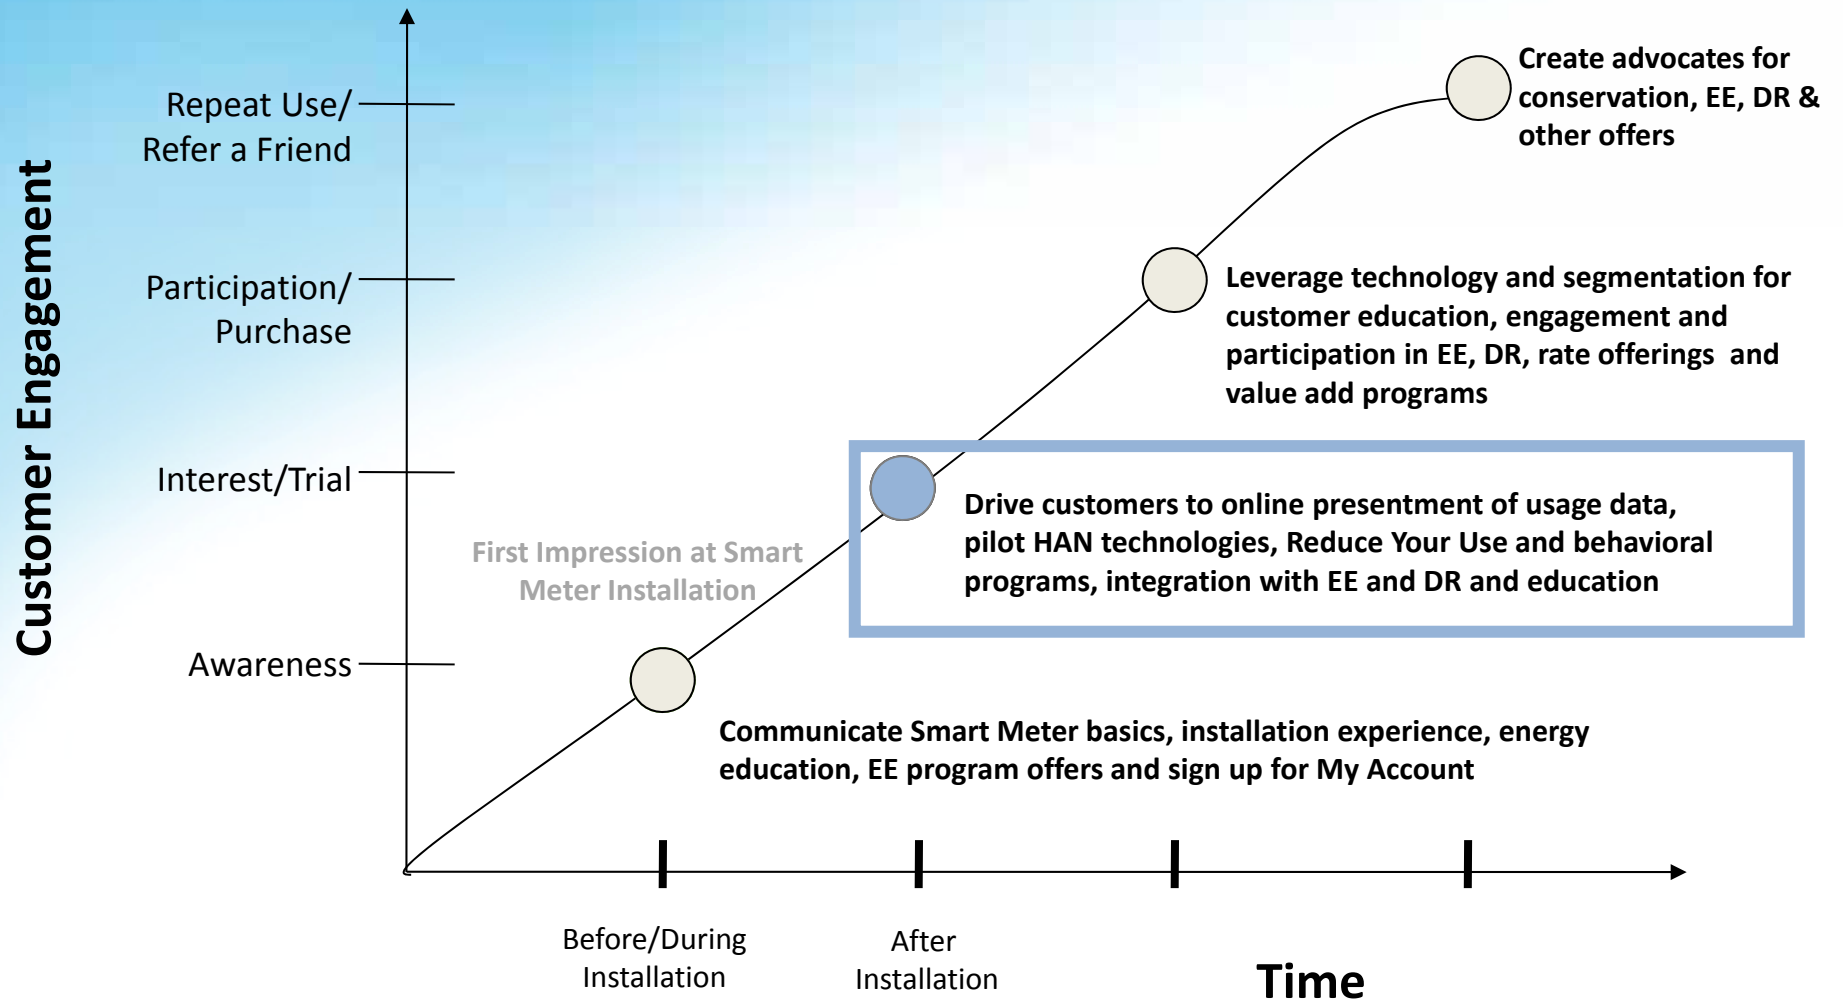 Customer Engagement
Repeat Use/
Refer a Friend
Participation/
Purchase
Interest/Trial
Awareness
Create advocates for
conservation, EE, DR &
other offers
Leverage technology and segmentation for
customer education, engagement and
participation in EE, DR, rate offerings and
value add programs
Drive customers to online presentment of usage data,
pilot HAN technologies, Reduce Your Use and behavioral
programs, integration with EE and DR and education
First Impression at Smart
Meter Installation
Communicate Smart Meter basics, installation experience, energy
education, EE program offers and sign up for My Account
Before/During
Installation
After
Installation
Time